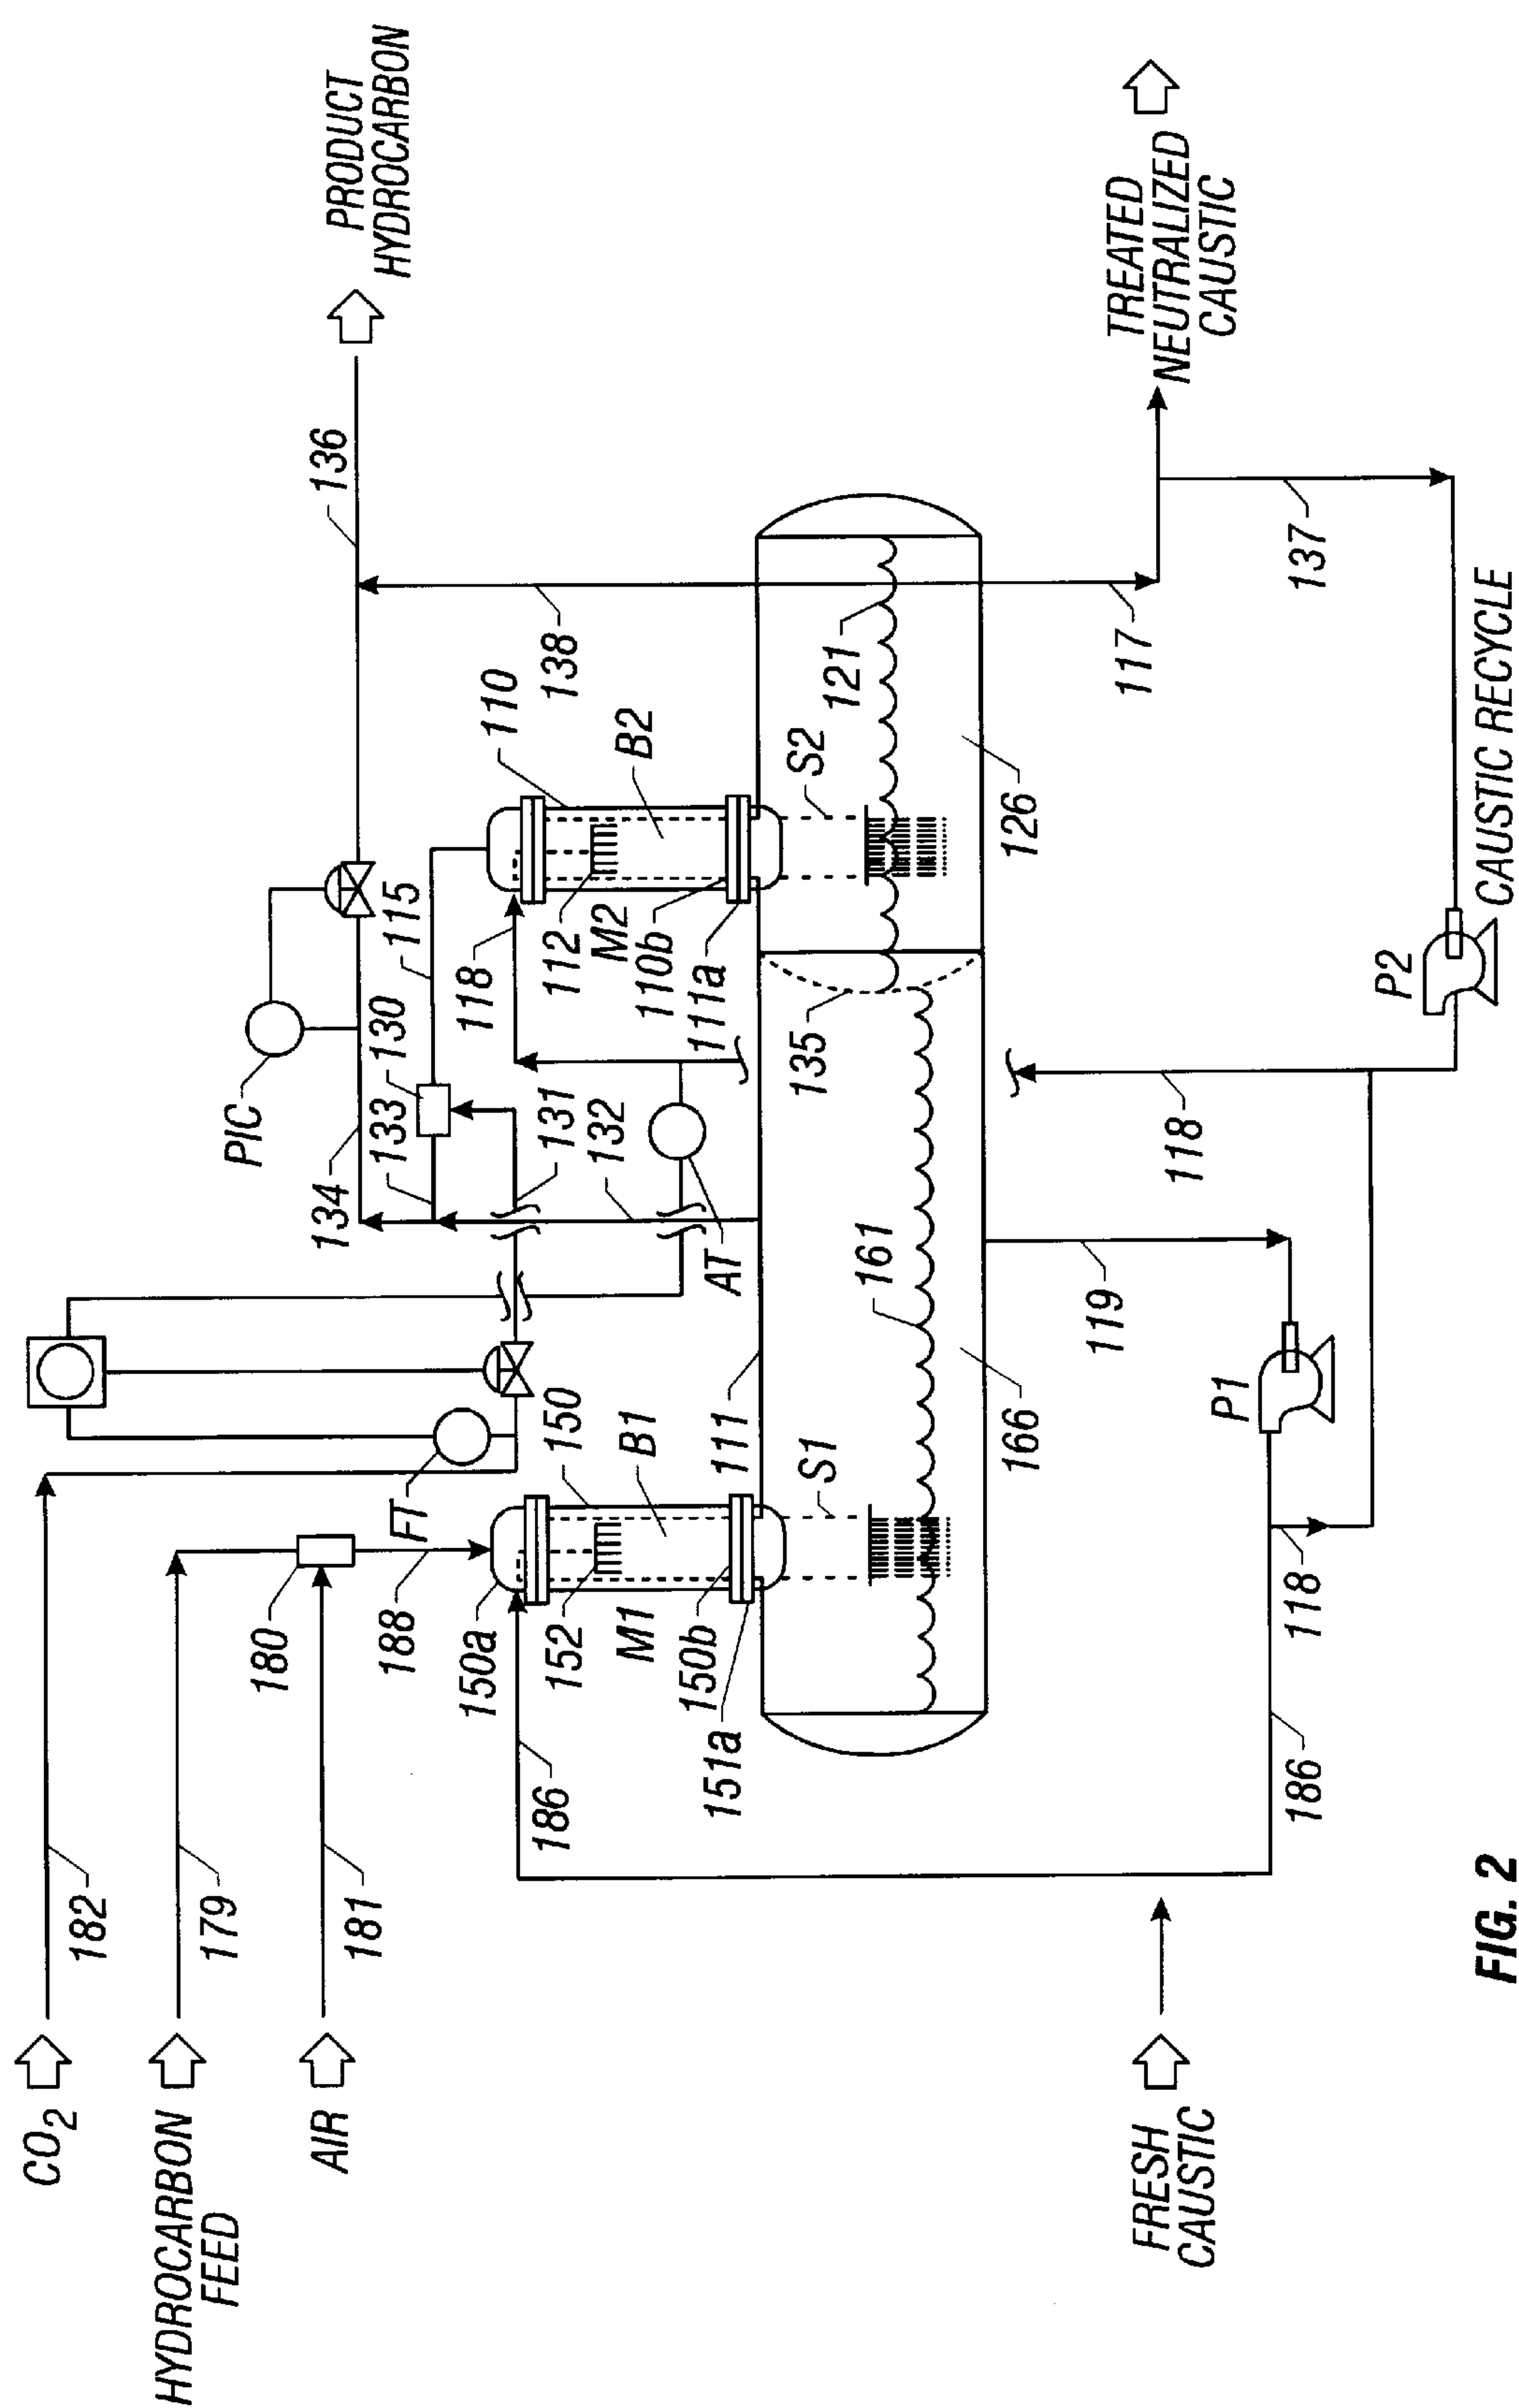 CO2
182
HYDROCARBON
FEED
179
AIR
181
180
188
FT
PIC
134
133
130
115
131
132
AT
136
PRODUCT
HYDROCARBON
138
110
B2
118
112
M2
110b
111a
S2
121
135
126
150a
150
152
M1
B1
150b
151a
111
S1
161
166
186
119
P1
118
118
186
117
TREATED
NEUTRALIZED
CAUSTIC
137
P2
CAUSTIC RECYCLE
FRESH
CAUSTIC
FIG. 2